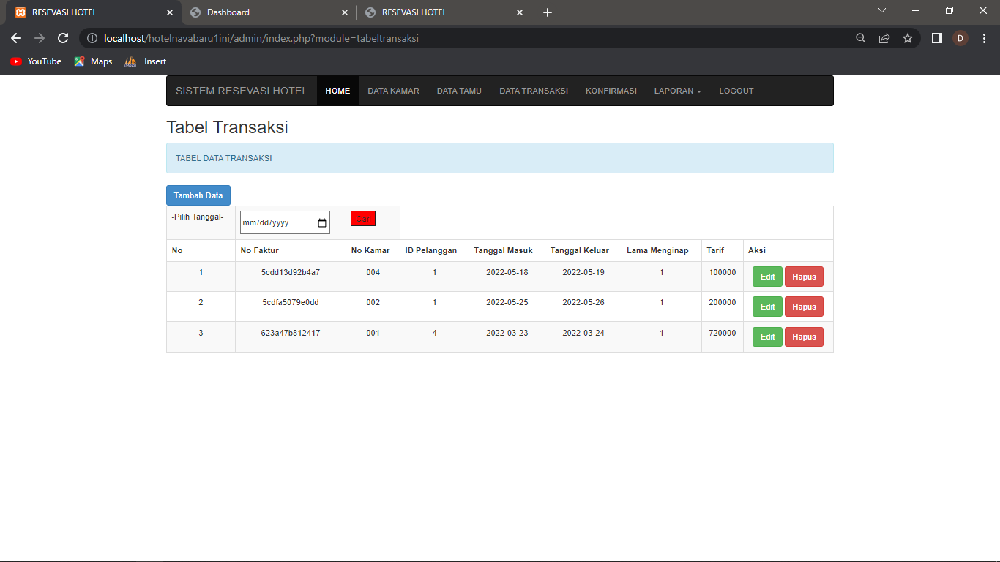 RESEVASI HOTEL Dashboard RESEVASI HOTEL
localhost/hotelnavabaru1ini/admin/index.php?module=tabeltransaksi D
YouTube Maps Insert
SISTEM RESEVASI HOTEL HOME DATA KAMAR DATA TAMU DATA TRANSAKSI KONFIRMASI LAPORAN LOGOUT
Tabel Transaksi
TABEL DATA TRANSAKSI
Tambah Data
-Pilih Tanggal- mm/dd/yyyy Cari
No No Faktur No Kamar ID Pelanggan Tanggal Masuk Tanggal Keluar Lama Menginap Tarif Aksi
1 5cdd13d92b4a7 004 1 2022-05-18 2022-05-19 1 100000 Edit Hapus
2 5cdfa5079e0dd 002 1 2022-05-25 2022-05-26 1 200000 Edit Hapus
3 623a47b812417 001 4 2022-03-23 2022-03-24 1 720000 Edit Hapus